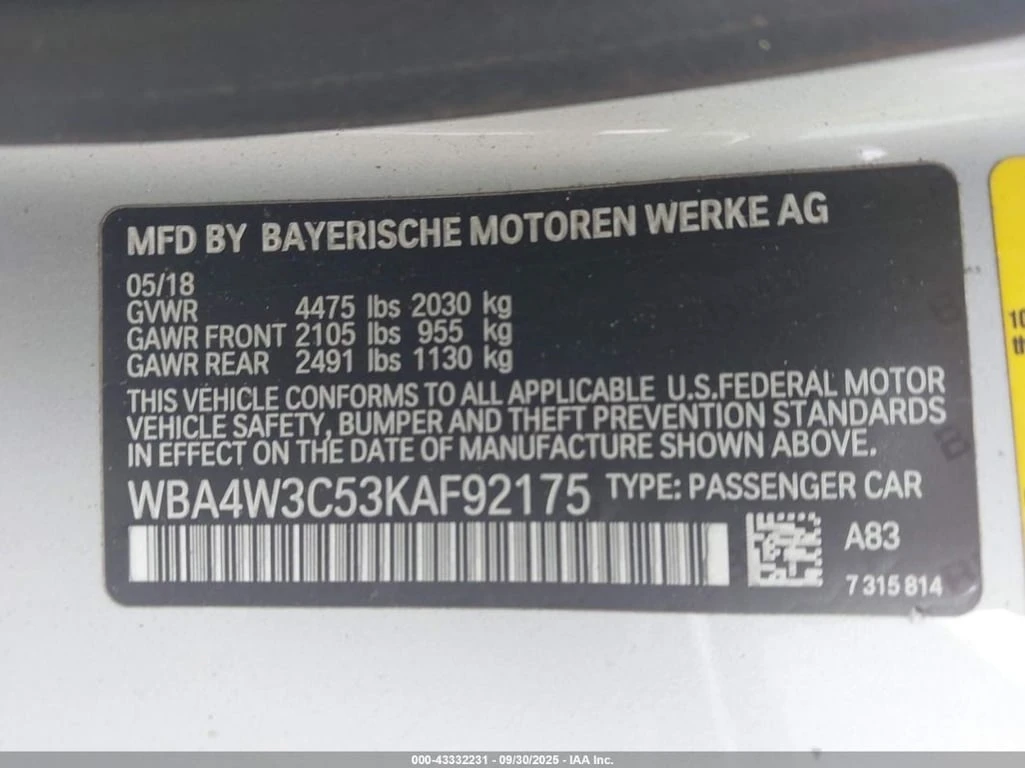 MFD BY BAYERISCHE MOTOREN WERKE AG
05/18
GVWR 4475 lbs 2030 kg
GAWR FRONT 2105 lbs 955 kg
GAWR REAR 2491 lbs 1130 kg
THIS VEHICLE CONFORMS TO ALL APPLICABLE U.S.FEDERAL MOTOR
VEHICLE SAFETY, BUMPER AND THEFT PREVENTION STANDARDS
IN EFFECT ON THE DATE OF MANUFACTURE SHOWN ABOVE.
WBA4W3C53KAF92175 TYPE: PASSENGER CAR
A83
7315814
10
th
000-43332231 - 09/30/2025 - IAA Inc.